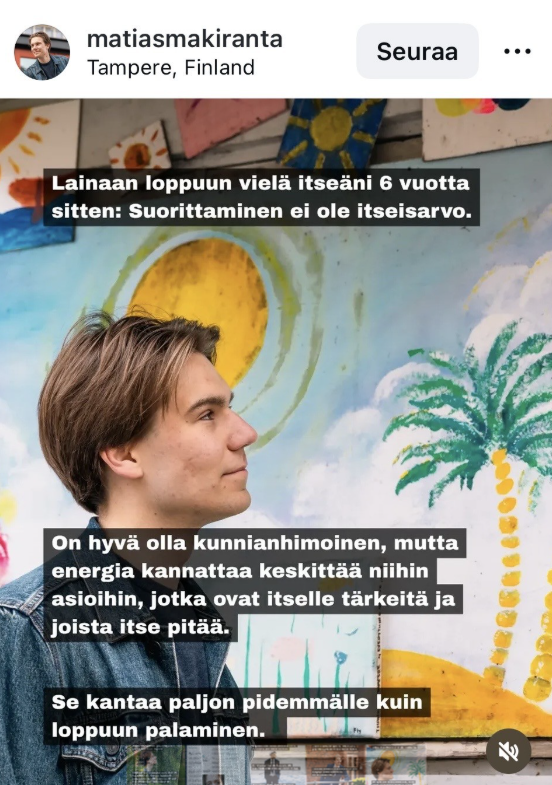 matiasmakiranta
Seuraa
Tampere, Finland
Lainaan loppuun vielä itseäni 6 vuotta
sitten: Suorittaminen ei ole itseisarvo.
On hyvä olla kunnianhimoinen, mutta
energia kannattaa keskittää niihin
asioihin, jotka ovat itselle tärkeitä ja
joista itse pitää.
Se kantaa paljon pidemmälle kuin
loppuun palaminen.